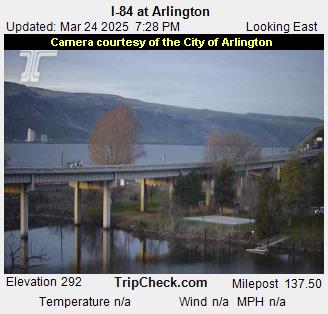 I-84 at Arlington
Updated: Mar 24 2025 7:28 PM Looking East
Camera courtesy of the City of Arlington
Elevation 292 TripCheck.com Milepost 137.50
Temperature n/a Wind n/a MPH n/a